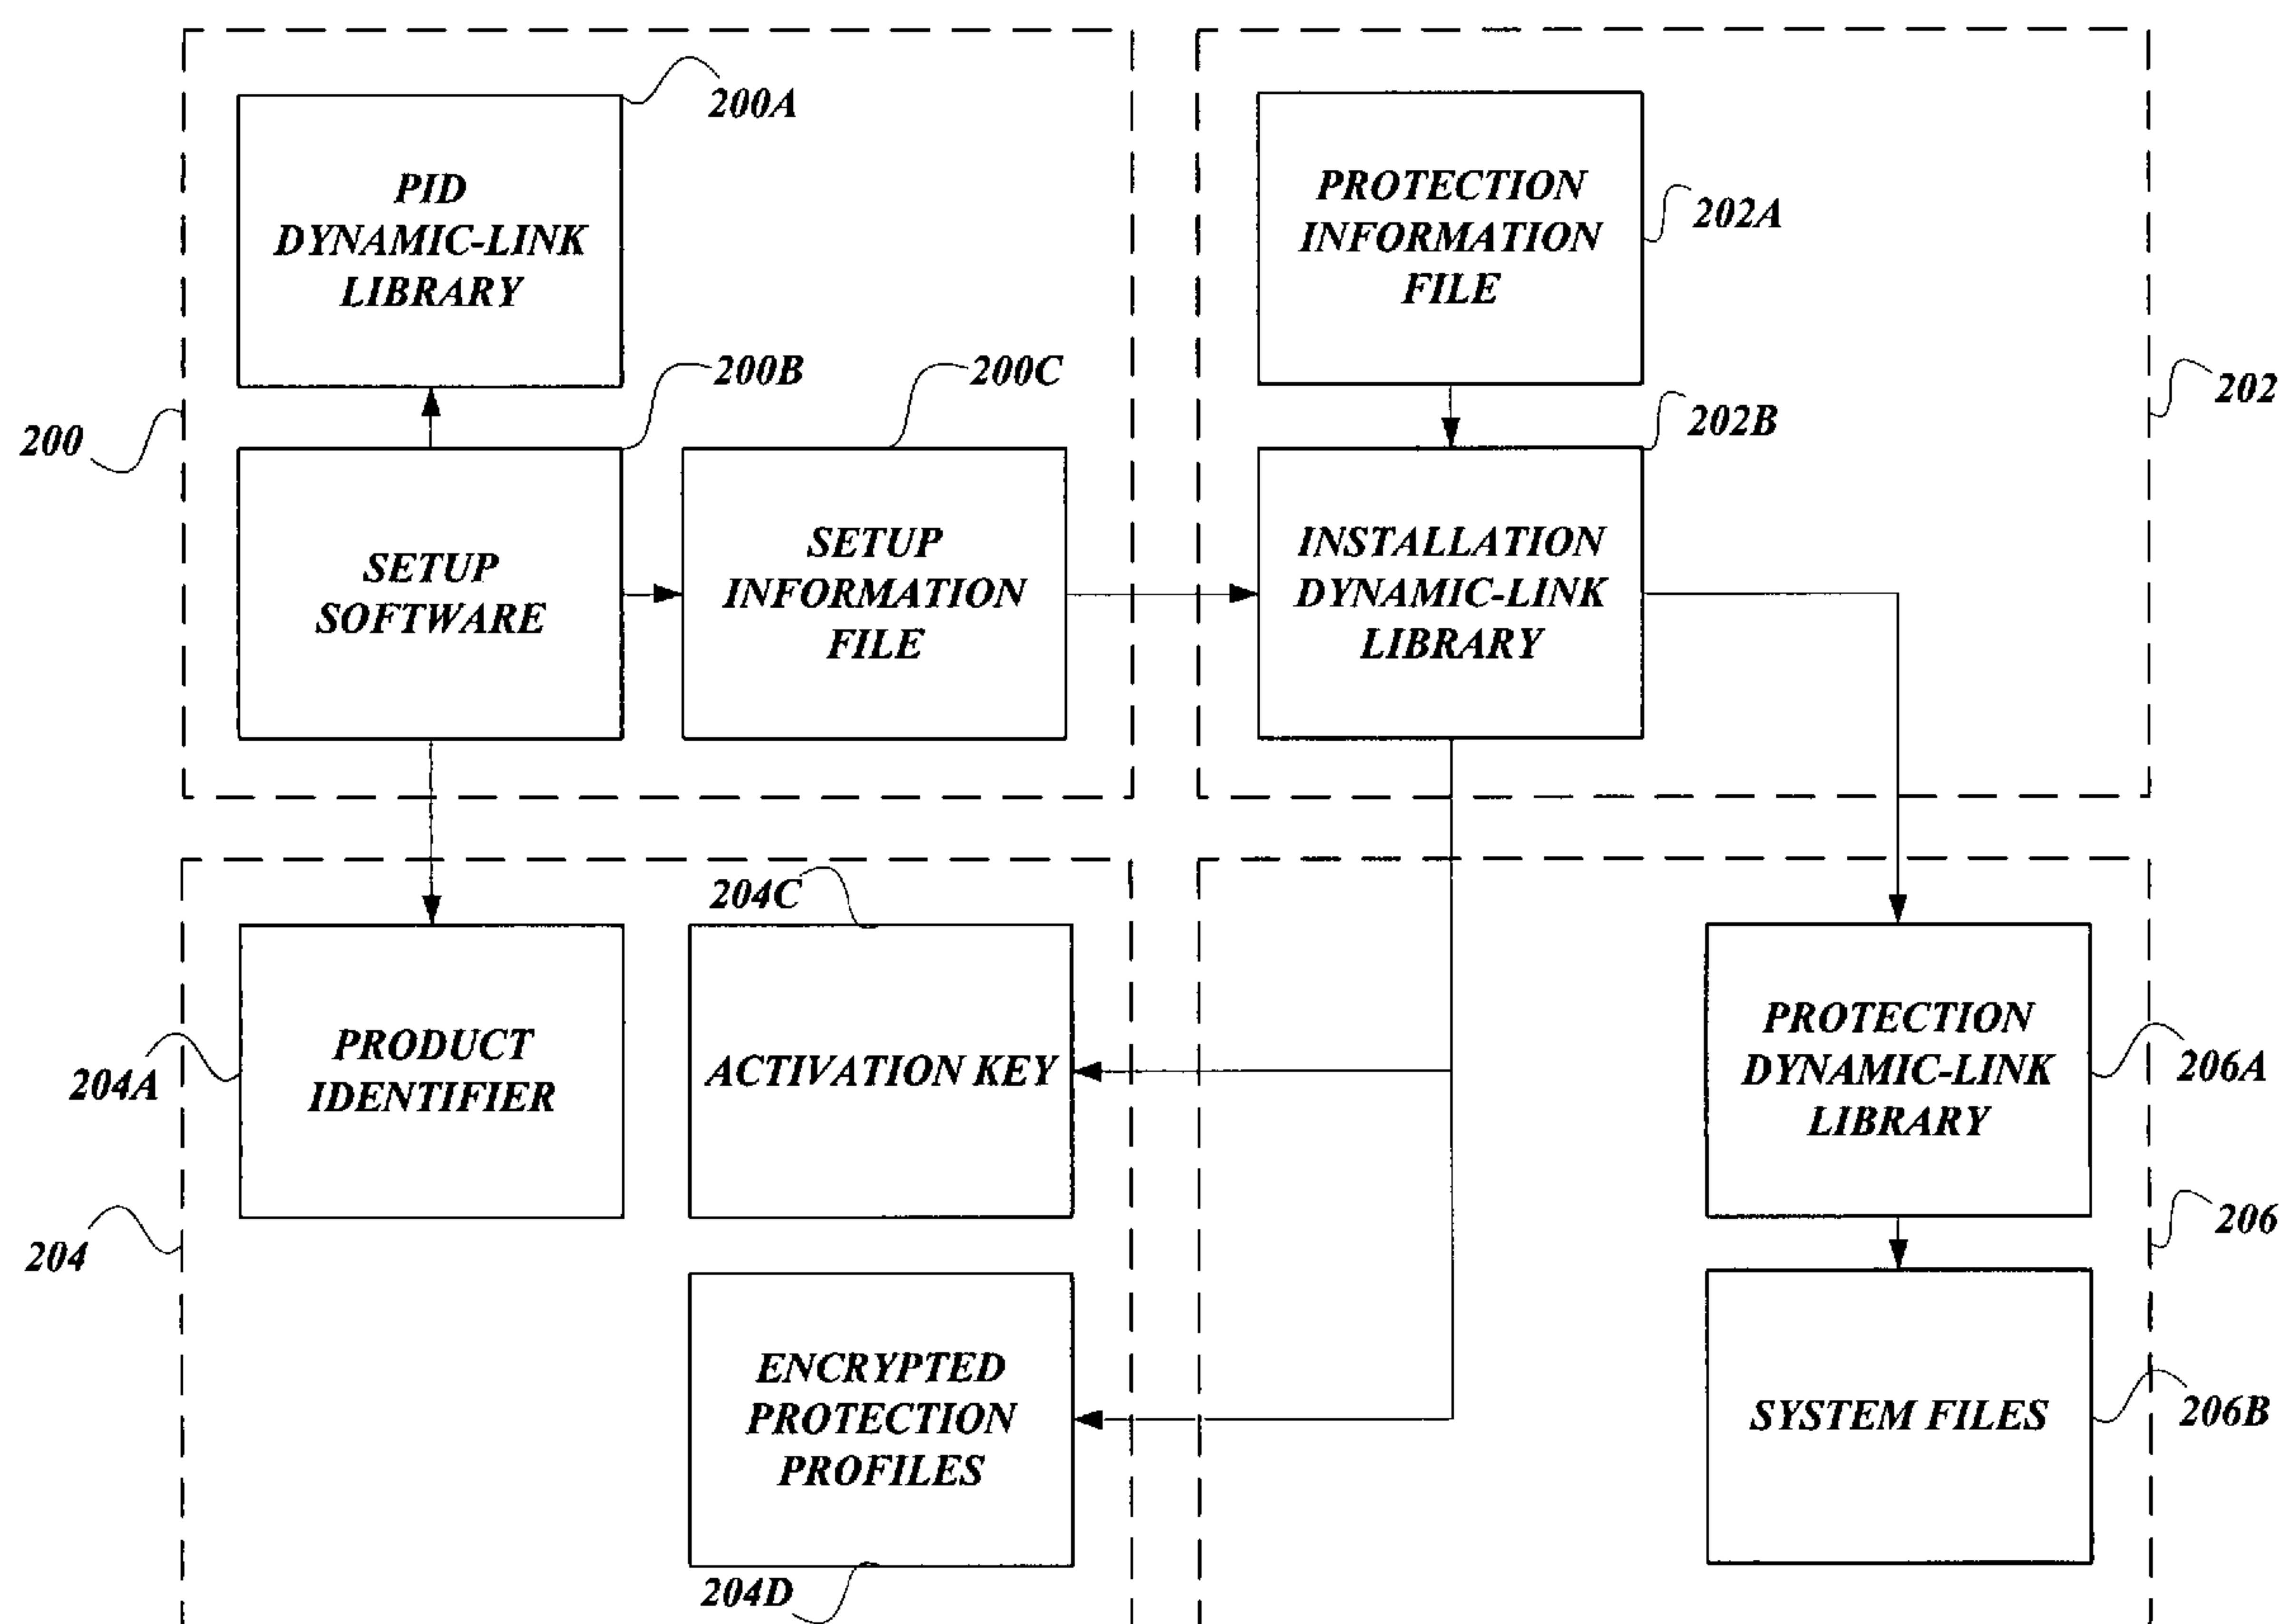 200A
PID
DYNAMIC-LINK
LIBRARY
200B
200C
200
SETUP
SOFTWARE
SETUP
INFORMATION
FILE
PROTECTION
INFORMATION
FILE
202A
202
202B
INSTALLATION
DYNAMIC-LINK
LIBRARY
204C
PRODUCT
IDENTIFIER
204A
ACTIVATION KEY
204
ENCRYPTED
PROTECTION
PROFILES
204D
PROTECTION
DYNAMIC-LINK
LIBRARY
206A
206
SYSTEM FILES
206B